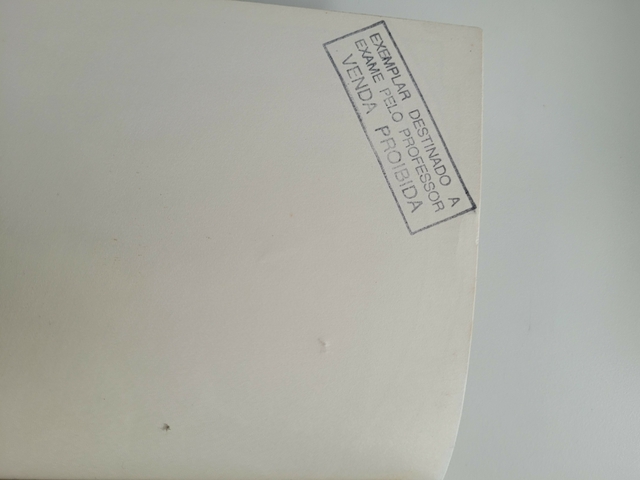 EXEMPLAR DESTINADO A
EXAME PELO PROFESSOR
VENDA PROIBIDA